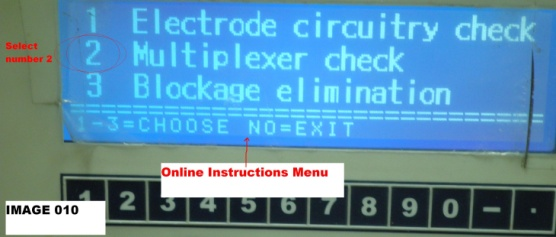 1 Electrode circuitry check
Select
number 2
2 Multiplexer check
3 Blockage elimination
1-3=CHOOSE NO=EXIT
Online Instructions Menu
IMAGE 010
1 2 3 4 5 6 7 8 9 0 - .